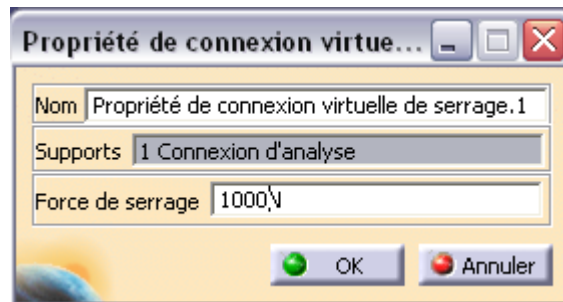 Propriété de connexion virtue...
Nom Propriété de connexion virtuelle de serrage.1
Supports 1 Connexion d'analyse
Force de serrage 1000N
OK Annuler